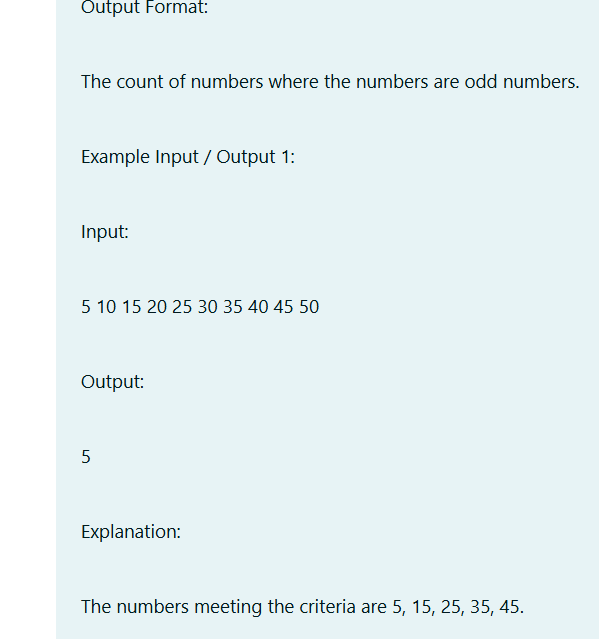 Output Format:
The count of numbers where the numbers are odd numbers.
Example Input / Output 1:
Input:
5 10 15 20 25 30 35 40 45 50
Output:
5
Explanation:
The numbers meeting the criteria are 5, 15, 25, 35, 45.